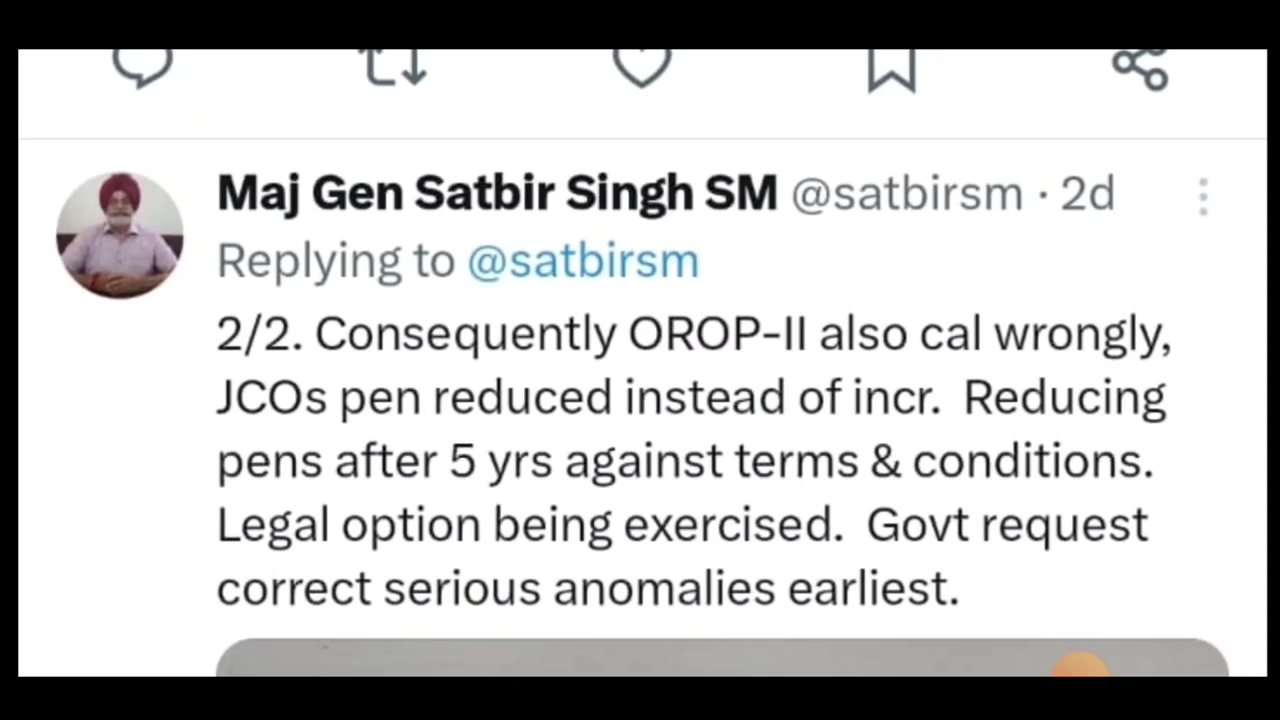 Maj Gen Satbir Singh SM @satbirsm · 2d
Replying to @satbirsm
2/2. Consequently OROP-II also cal wrongly,
JCOs pen reduced instead of incr.  Reducing
pens after 5 yrs against terms & conditions.
Legal option being exercised.  Govt request
correct serious anomalies earliest.